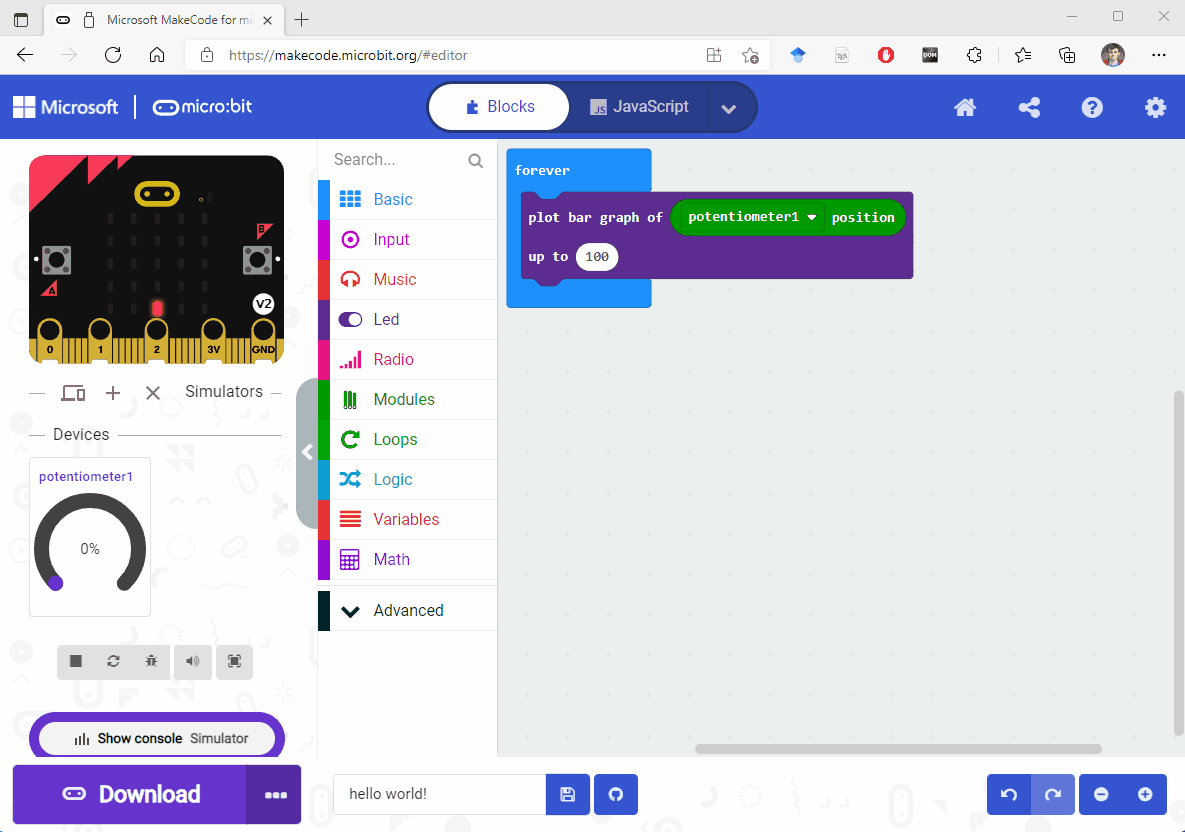 Microsoft MakeCode for mi
https://makecode.microbit.org/#editor
Microsoft
micro:bit
Blocks
JS
JavaScript
B
A
V2
0
1
2
3V
GND
Simulators
Devices
potentiometer1
0%
Show console Simulator
Download
Search...
Basic
Input
Music
Led
Radio
Modules
Loops
Logic
Variables
Math
Advanced
forever
plot bar graph of potentiometer1 position
up to 100
hello world!